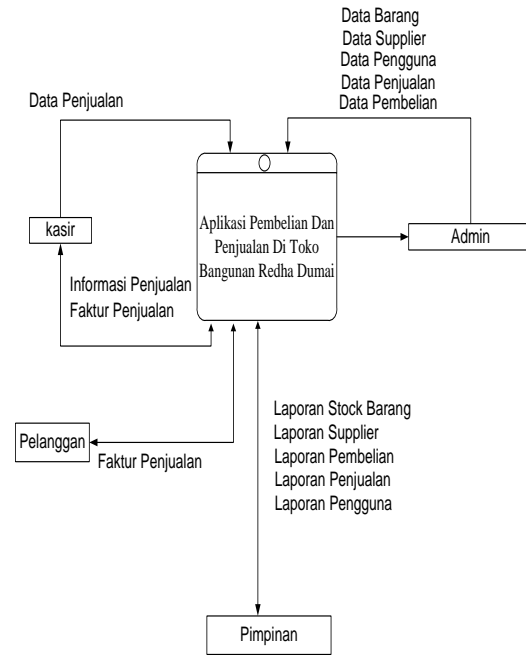 Data Barang
Data Supplier
Data Pengguna
Data Penjualan
Data Pembelian
Data Penjualan
Aplikasi Pembelian Dan
Penjualan Di Toko
Bangunan Redha Dumai
kasir
Admin
Informasi Penjualan
Faktur Penjualan
Pelanggan
Faktur Penjualan
Laporan Stock Barang
Laporan Supplier
Laporan Pembelian
Laporan Penjualan
Laporan Pengguna
Pimpinan